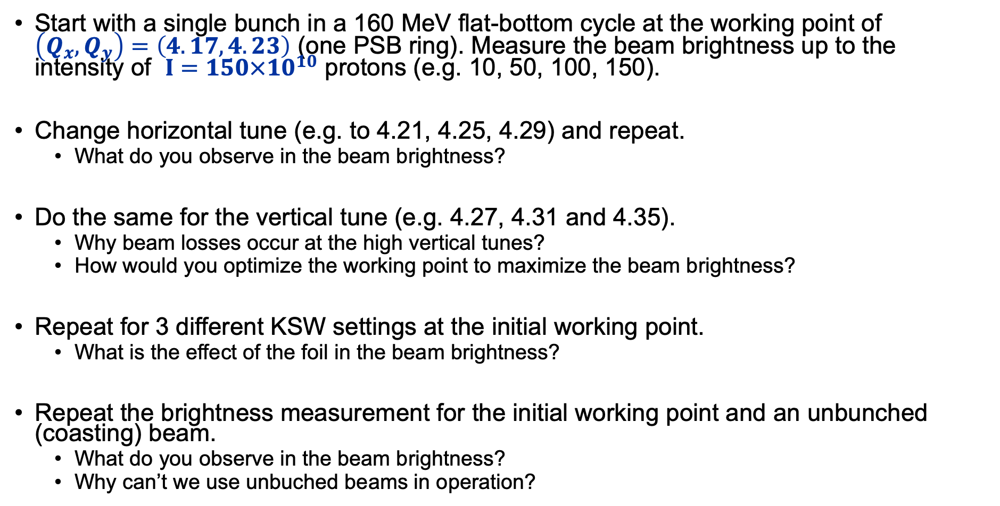 • Start with a single bunch in a 160 MeV flat-bottom cycle at the working point of
(Qx, Qy) = (4.17, 4.23) (one PSB ring). Measure the beam brightness up to the
intensity of I = 150×10¹⁰ protons (e.g. 10, 50, 100, 150).
• Change horizontal tune (e.g. to 4.21, 4.25, 4.29) and repeat.
• What do you observe in the beam brightness?
• Do the same for the vertical tune (e.g. 4.27, 4.31 and 4.35).
• Why beam losses occur at the high vertical tunes?
• How would you optimize the working point to maximize the beam brightness?
• Repeat for 3 different KSW settings at the initial working point.
• What is the effect of the foil in the beam brightness?
• Repeat the brightness measurement for the initial working point and an unbunched
(coasting) beam.
• What do you observe in the beam brightness?
• Why can’t we use unbuched beams in operation?